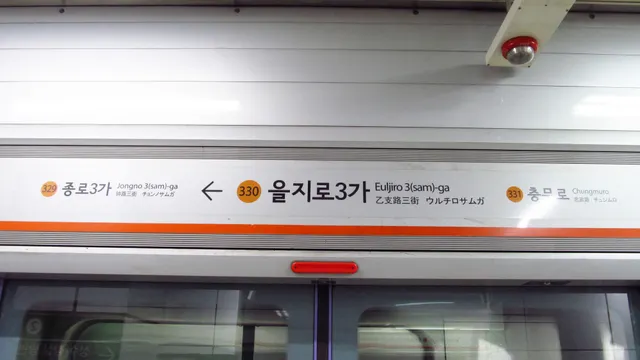 329 종로3가 Jongno 3(sam)-ga
鍾路三街 チョンノサムガ
← 330 을지로3가 Euljiro 3(sam)-ga
乙支路三街 ウルチロサムガ
331 충무로 Chungmuro
忠武路 チュンムロ